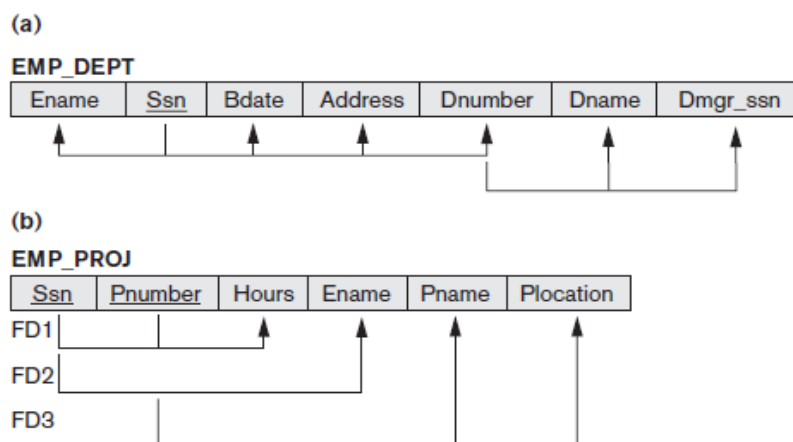 (a)
EMP_DEPT
Ename Ssn Bdate Address Dnumber Dname Dmgr_ssn
(b)
EMP_PROJ
Ssn Pnumber Hours Ename Pname Plocation
FD1
FD2
FD3